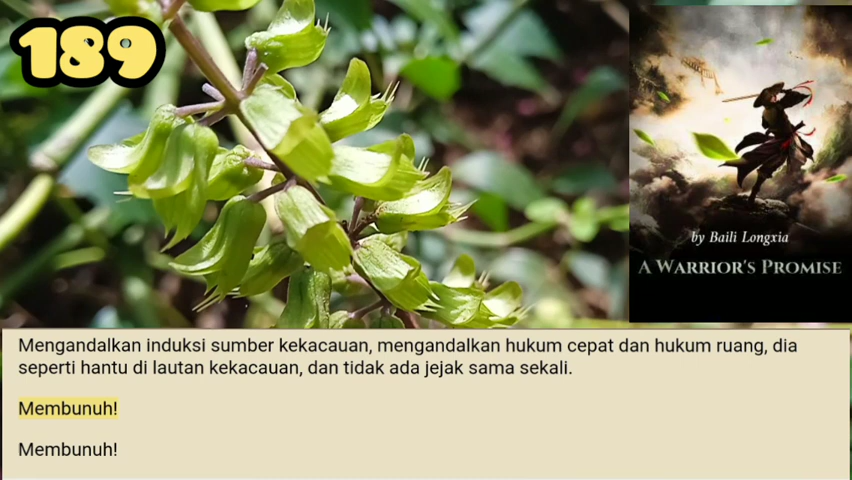 189
by Baili Longxia
A WARRIOR'S PROMISE
Mengandalkan induksi sumber kekacauan, mengandalkan hukum cepat dan hukum ruang, dia
seperti hantu di lautan kekacauan, dan tidak ada jejak sama sekali.
Membunuh!
Membunuh!